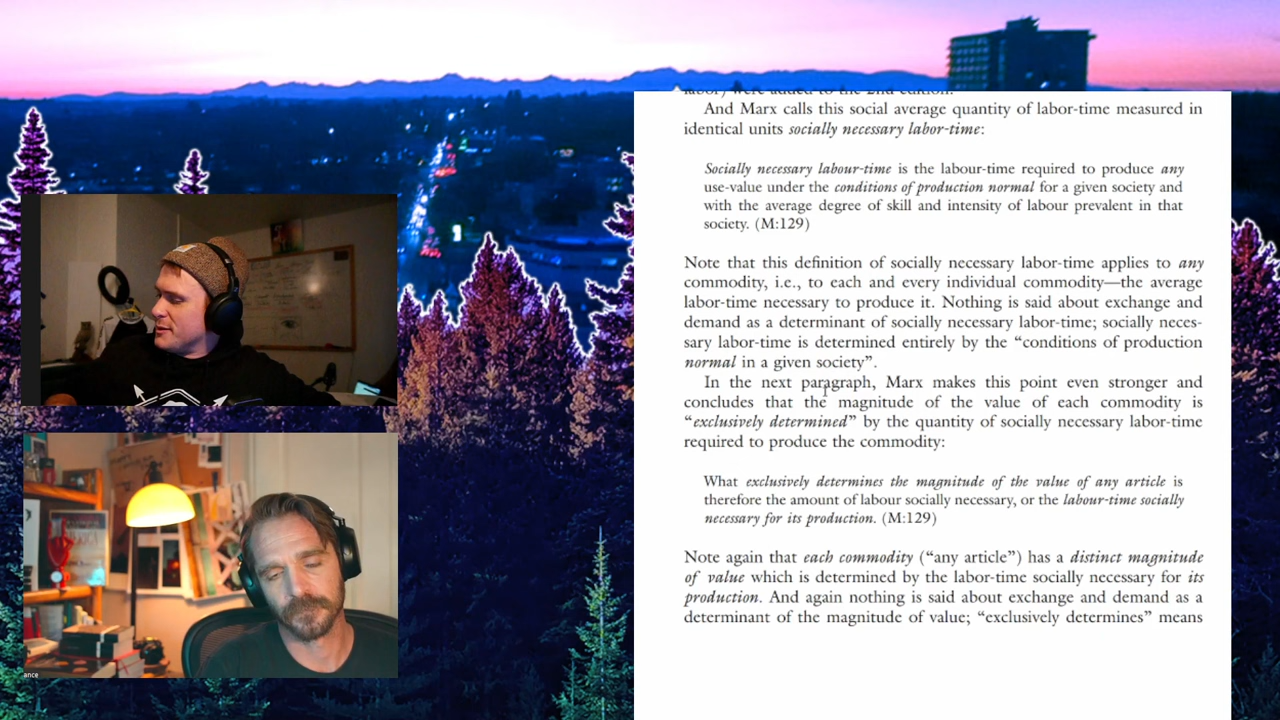 labor) were added to the 2nd edition.
And Marx calls this social average quantity of labor-time measured in
identical units socially necessary labor-time:
Socially necessary labour-time is the labour-time required to produce any
use-value under the conditions of production normal for a given society and
with the average degree of skill and intensity of labour prevalent in that
society. (M:129)
Note that this definition of socially necessary labor-time applies to any
commodity, i.e., to each and every individual commodity—the average
labor-time necessary to produce it. Nothing is said about exchange and
demand as a determinant of socially necessary labor-time; socially neces-
sary labor-time is determined entirely by the “conditions of production
normal in a given society”.
In the next paragraph, Marx makes this point even stronger and
concludes that the magnitude of the value of each commodity is
“exclusively determined” by the quantity of socially necessary labor-time
required to produce the commodity:
What exclusively determines the magnitude of the value of any article is
therefore the amount of labour socially necessary, or the labour-time socially
necessary for its production. (M:129)
Note again that each commodity (“any article”) has a distinct magnitude
of value which is determined by the labor-time socially necessary for its
production. And again nothing is said about exchange and demand as a
determinant of the magnitude of value; “exclusively determines” means
ance